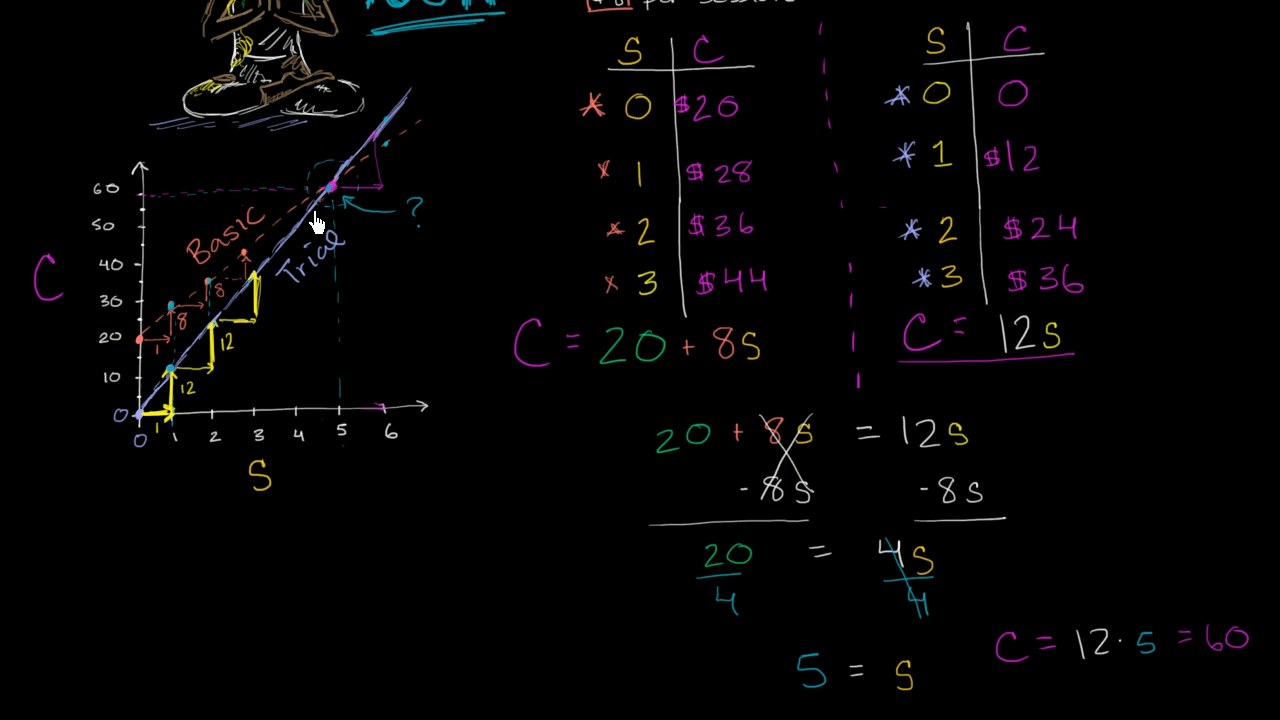 per session
S C
0 $20
1 $28
2 $36
3 $44
C = 20 + 8s
S C
0 0
1 $12
2 $24
3 $36
C = 12s
60
50
40
30
20
10
0
C
Basic
Trial
?
8
8
1
12
12
1
0 1 2 3 4 5 6
S
20 + 8s = 12s
-8s -8s
20 = 4s
4 4
5 = s
C = 12 · 5 = 60